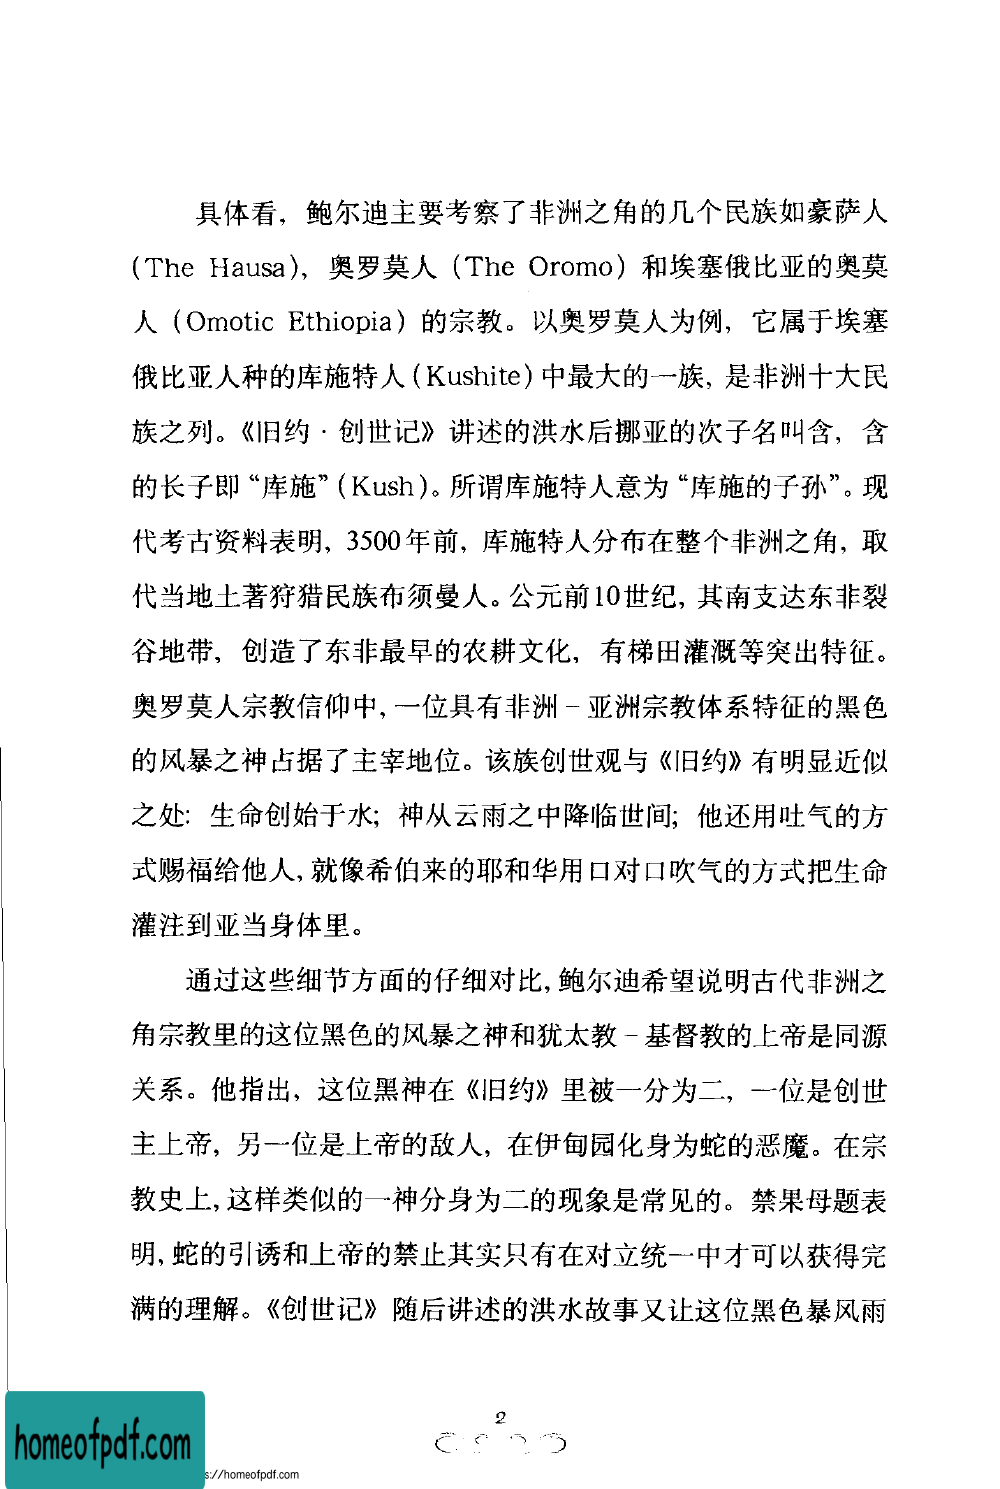 具体看，鲍尔迪主要考察了非洲之角的几个民族如豪萨人
(The Hausa)，奥罗莫人（The Oromo）和埃塞俄比亚的奥莫
人（Omotic Ethiopia）的宗教。以奥罗莫人为例，它属于埃塞
俄比亚人种的库施特人(Kushite)中最大的一族，是非洲十大民
族之列。《旧约·创世记》讲述的洪水后挪亚的次子名叫含，含
的长子即“库施”(Kush)。所谓库施特人意为“库施的子孙”。现
代考古资料表明，3500年前，库施特人分布在整个非洲之角，取
代当地土著狩猎民族布须曼人。公元前10世纪，其南支达东非裂
谷地带，创造了东非最早的农耕文化，有梯田灌溉等突出特征。
奥罗莫人宗教信仰中，一位具有非洲－亚洲宗教体系特征的黑色
的风暴之神占据了主宰地位。该族创世观与《旧约》有明显近似
之处：生命创始于水；神从云雨之中降临世间；他还用吐气的方
式赐福给他人，就像希伯来的耶和华用口对口吹气的方式把生命
灌注到亚当身体里。
通过这些细节方面的仔细对比，鲍尔迪希望说明古代非洲之
角宗教里的这位黑色的风暴之神和犹太教－基督教的上帝是同源
关系。他指出，这位黑神在《旧约》里被一分为二，一位是创世
主上帝，另一位是上帝的敌人，在伊甸园化身为蛇的恶魔。在宗
教史上，这样类似的一神分身为二的现象是常见的。禁果母题表
明，蛇的引诱和上帝的禁止其实只有在对立统一中才可以获得完
满的理解。《创世记》随后讲述的洪水故事又让这位黑色暴风雨
2
homeofpdf.com
s://homeofpdf.com